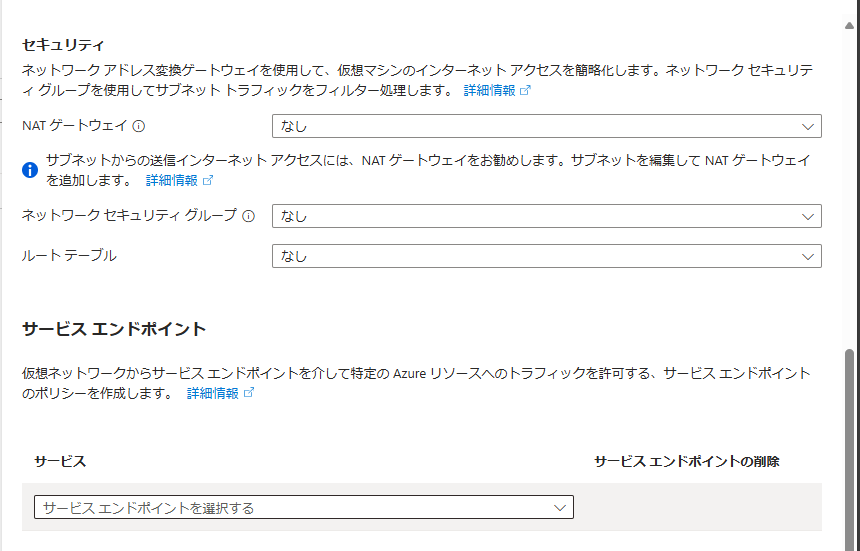 セキュリティ
ネットワーク アドレス変換ゲートウェイを使用して、仮想マシンのインターネット アクセスを簡略化します。ネットワーク セキュリテ
ィ グループを使用してサブネット トラフィックをフィルター処理します。 詳細情報
NAT ゲートウェイ
なし
サブネットからの送信インターネット アクセスには、NAT ゲートウェイをお勧めします。サブネットを編集して NAT ゲートウェイ
を追加します。 詳細情報
ネットワーク セキュリティ グループ
なし
ルート テーブル
なし
サービス エンドポイント
仮想ネットワークからサービス エンドポイントを介して特定の Azure リソースへのトラフィックを許可する、サービス エンドポイント
のポリシーを作成します。 詳細情報
サービス
サービス エンドポイントの削除
サービス エンドポイントを選択する